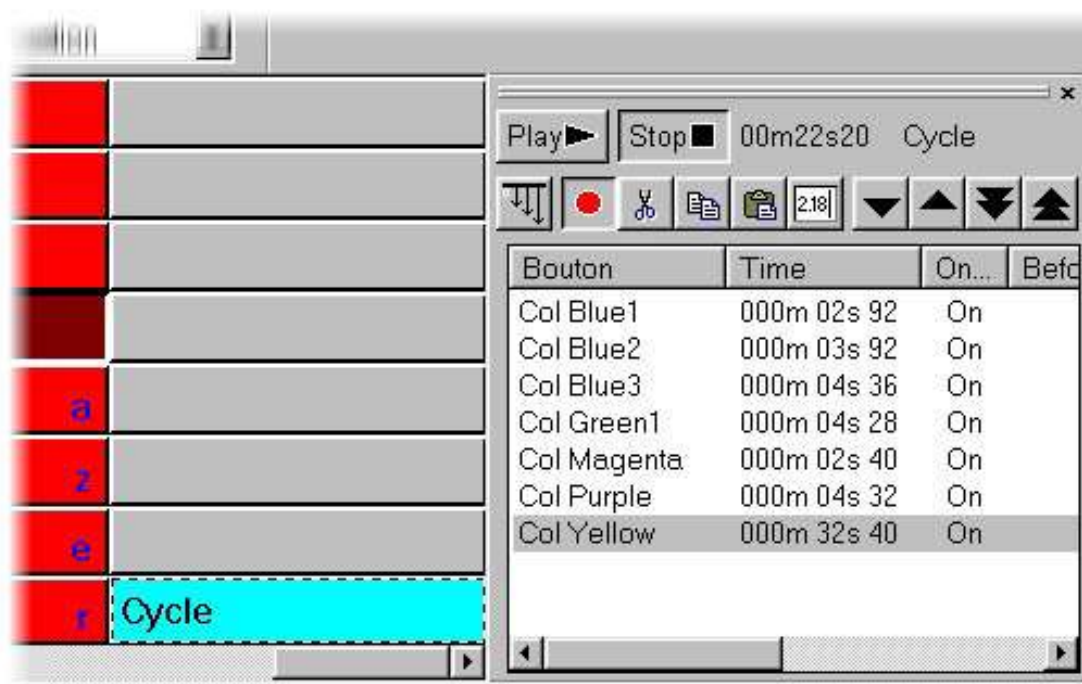 Play Stop 00m22s20 Cycle
2.18
Bouton Time On... Befo
Col Blue1 000m 02s 92 On
Col Blue2 000m 03s 92 On
Col Blue3 000m 04s 36 On
Col Green1 000m 04s 28 On
Col Magenta 000m 02s 40 On
Col Purple 000m 04s 32 On
Col Yellow 000m 32s 40 On
a
z
e
r Cycle